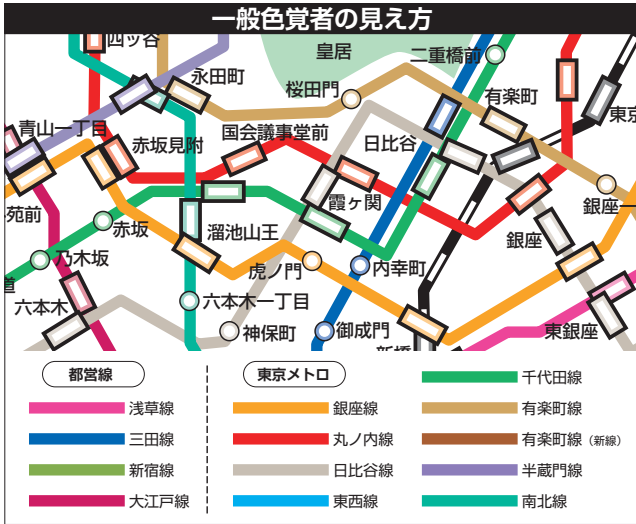 一般色覚者の見え方
四ッ谷
皇居
二重橋前
永田町
桜田門
有楽町
東京
青山一丁目
国会議事堂前
日比谷
赤坂見附
苑前
霞ヶ関
銀座一
赤坂
溜池山王
銀座
乃木坂
虎ノ門
内幸町
道
六本木
六本木一丁目
神保町
御成門
新橋
東銀座
都営線
浅草線
三田線
新宿線
大江戸線
東京メトロ
銀座線
丸ノ内線
日比谷線
東西線
千代田線
有楽町線
有楽町線（新線）
半蔵門線
南北線